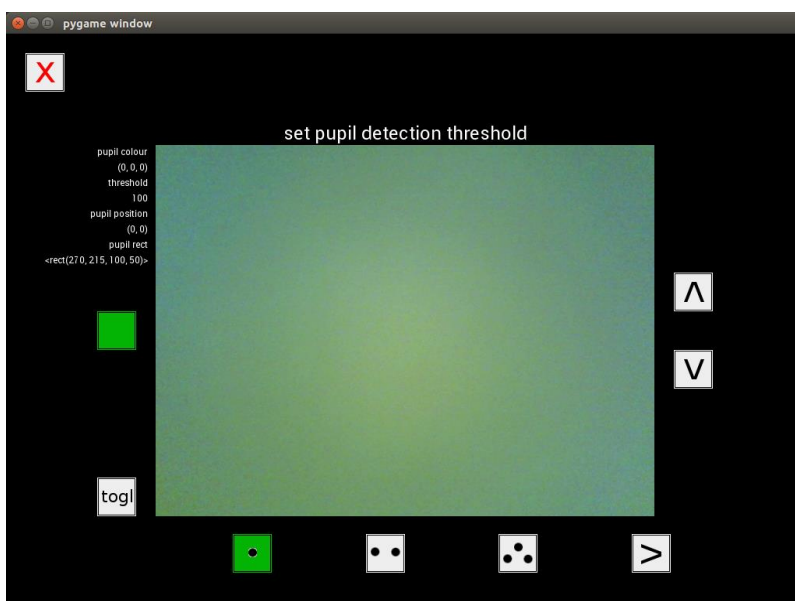 pygame window
X
set pupil detection threshold
pupil colour
(0, 0, 0)
threshold
100
pupil position
(0, 0)
pupil rect
<rect(270, 215, 100, 50)>
Λ
V
togl
>